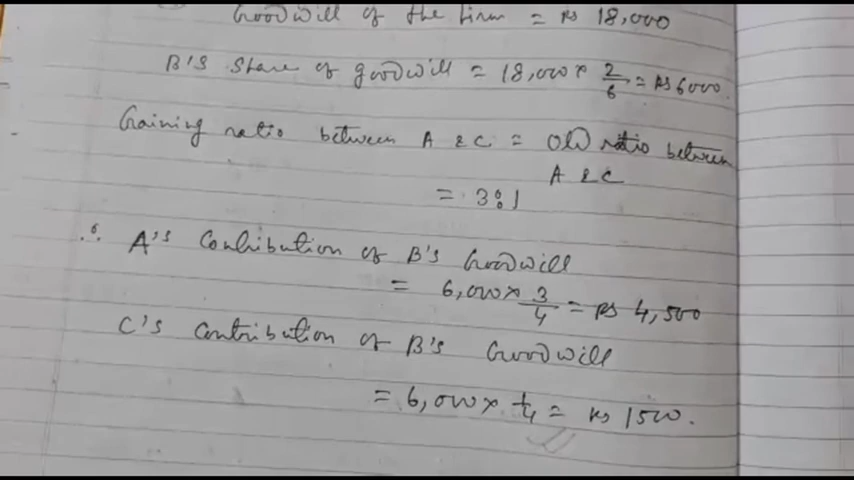 Goodwill of the firm = Rs 18,000
B's share of goodwill = 18,000 × 2/6 = Rs 6000.
Gaining ratio between A & C = Old ratio between
A & C
= 3:1
∴ A's Contribution of B's Goodwill
= 6,000 × 3/4 = Rs 4,500
C's Contribution of B's Goodwill
= 6,000 × 1/4 = Rs 1500.